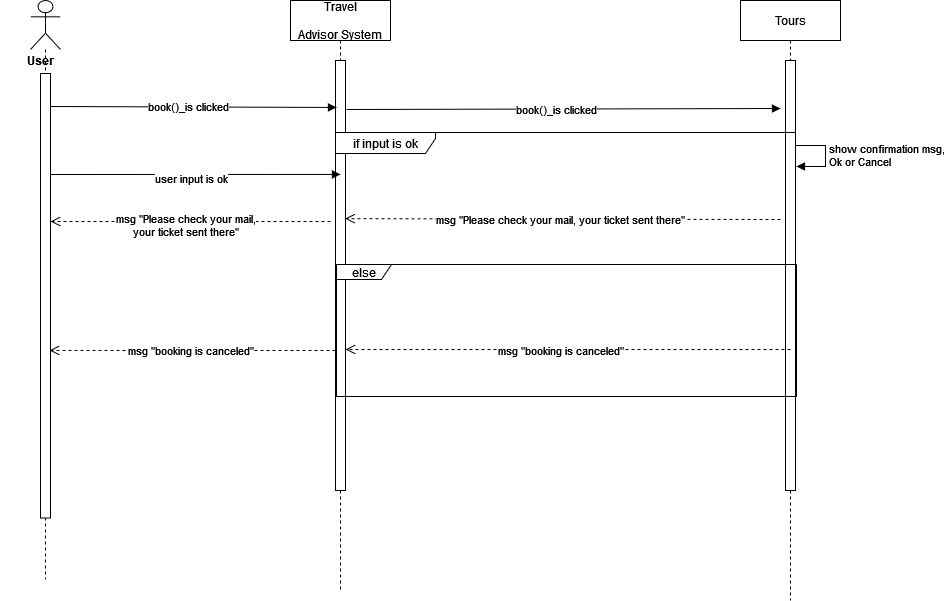 Travel
Advisor System
Tours
User
book()_is clicked
book()_is clicked
if input is ok
show confirmation msg,
Ok or Cancel
user input is ok
msg "Please check your mail,
your ticket sent there"
msg "Please check your mail, your ticket sent there"
else
msg "booking is canceled"
msg "booking is canceled"